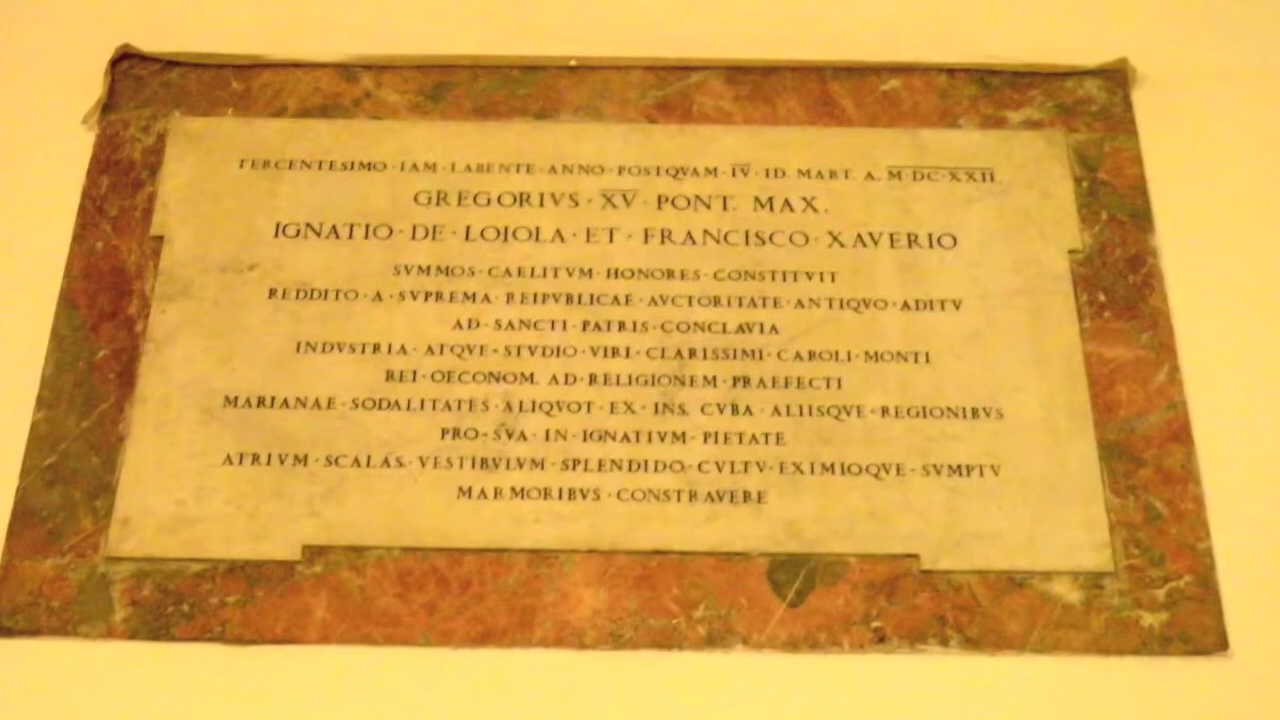 TERCENTESIMO · IAM · LABENTE · ANNO · POSTQVAM · IV · ID. MART. A. M·DC·XXII.
GREGORIVS · XV · PONT. MAX.
IGNATIO · DE · LOJOLA · ET · FRANCISCO · XAVERIO
SVMMOS · CAELITVM · HONORES · CONSTITVIT
REDDITO · A · SVPREMA · REIPVBLICAE · AVCTORITATE · ANTIQVO · ADITV
AD · SANCTI · PATRIS · CONCLAVIA
INDVSTRIA · ATQVE · STVDIO · VIRI · CLARISSIMI · CAROLI · MONTI
REI · OECONOM. AD · RELIGIONEM · PRAEFECTI
MARIANAE · SODALITATES · ALIQVOT · EX · INS. CVBA · ALIISQVE · REGIONIBVS
PRO · SVA · IN · IGNATIVM · PIETATE
ATRIVM · SCALAS · VESTIBVLVM · SPLENDIDO · CVLTV · EXIMIOQVE · SVMPTV
MARMORIBVS · CONSTRAVERE